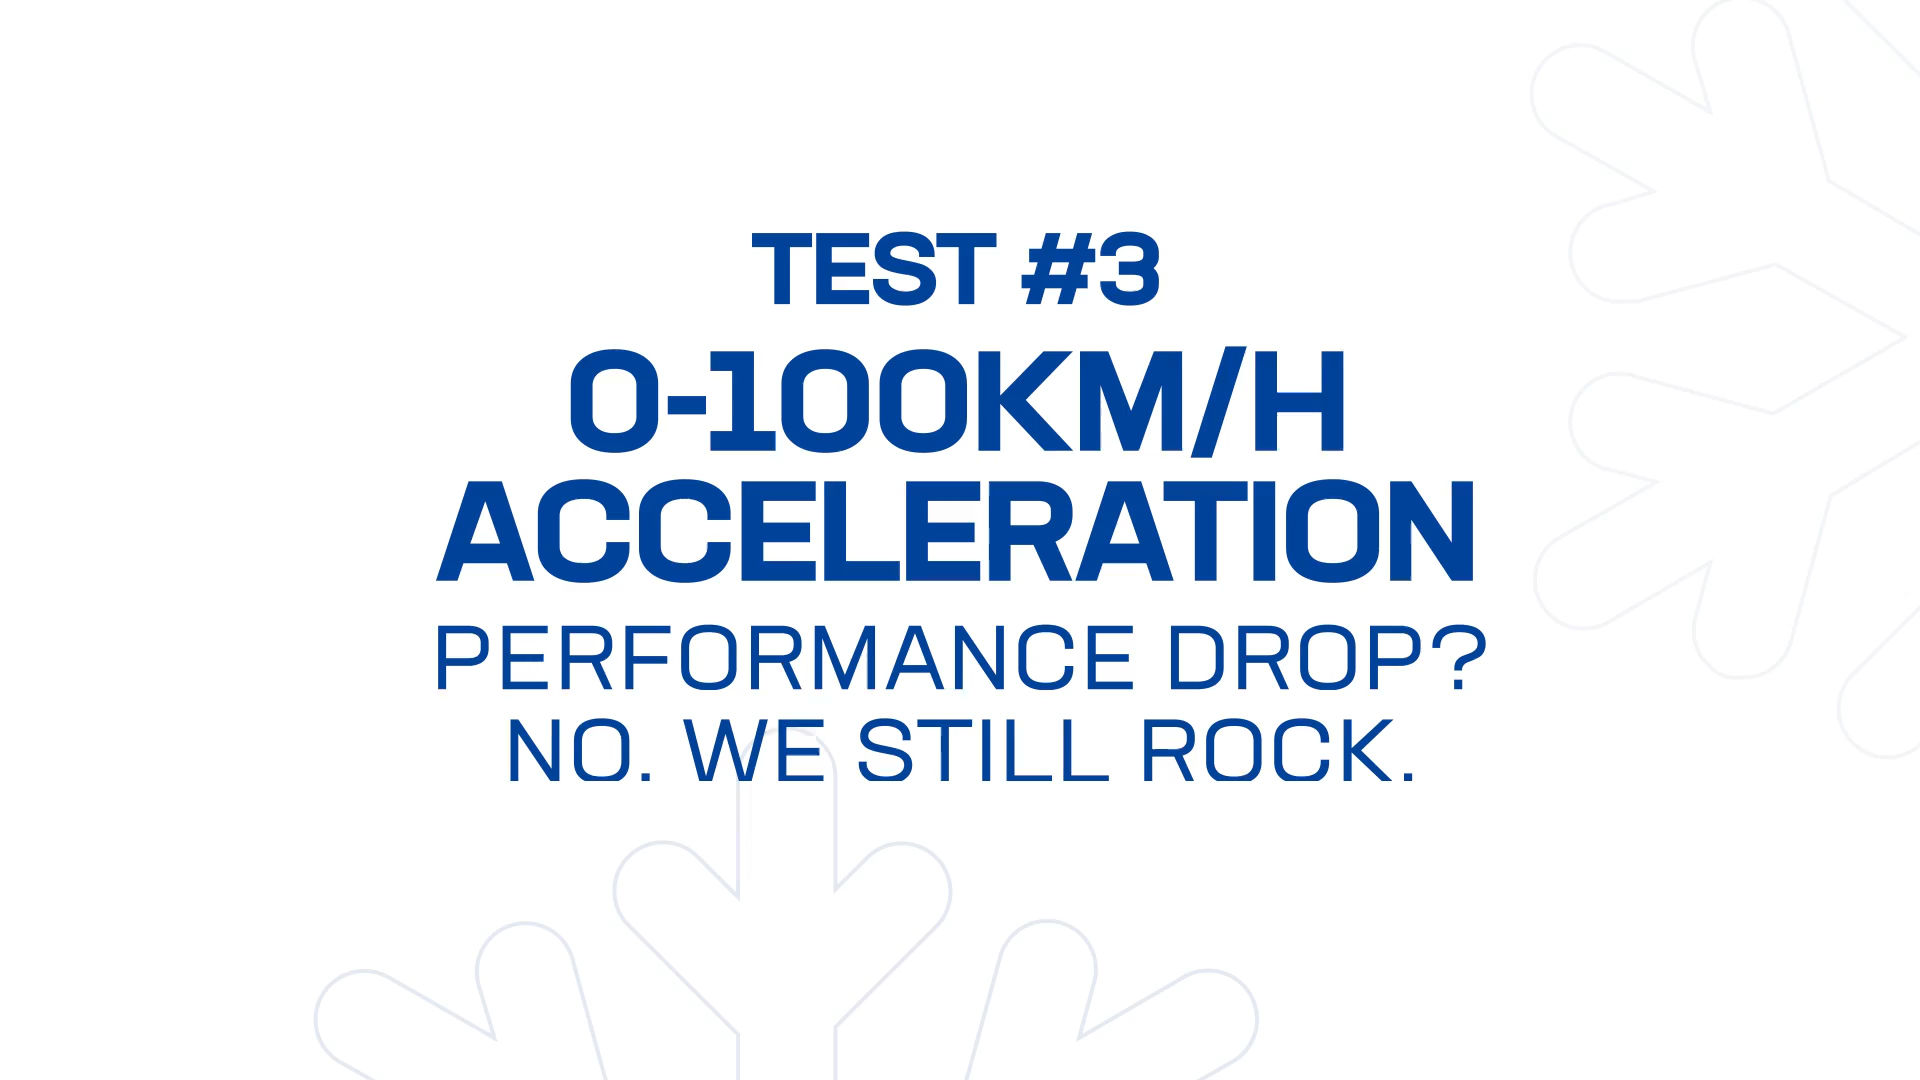 TEST #3
0-100KM/H
ACCELERATION
PERFORMANCE DROP?
NO. WE STILL ROCK.